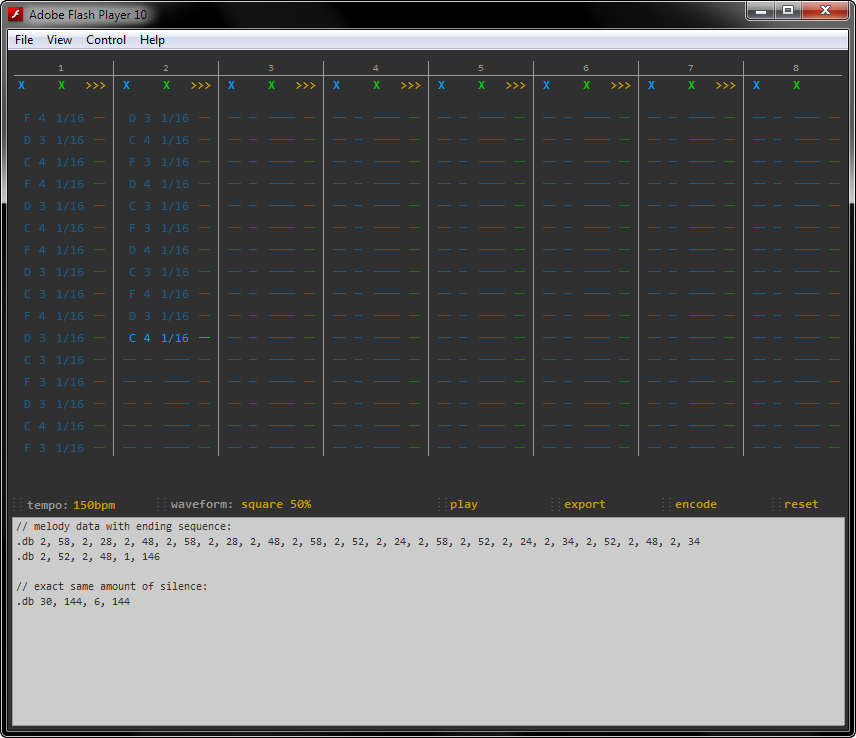 Adobe Flash Player 10
File View Control Help
1 2 3 4 5 6 7 8
X X >>> X X >>> X X >>> X X >>> X X >>> X X >>> X X >>> X X
F 4 1/16 D 3 1/16
D 3 1/16 C 4 1/16
C 4 1/16 F 3 1/16
F 4 1/16 D 4 1/16
D 3 1/16 C 3 1/16
C 4 1/16 F 3 1/16
F 4 1/16 D 4 1/16
D 3 1/16 C 3 1/16
C 3 1/16 F 4 1/16
F 4 1/16 D 3 1/16
D 3 1/16 C 4 1/16
C 3 1/16
F 3 1/16
D 3 1/16
C 4 1/16
F 3 1/16
tempo: 150bpm waveform: square 50% play export encode reset
// melody data with ending sequence:
.db 2, 58, 2, 28, 2, 48, 2, 58, 2, 28, 2, 48, 2, 58, 2, 52, 2, 24, 2, 58, 2, 52, 2, 24, 2, 34, 2, 52, 2, 48, 2, 34
.db 2, 52, 2, 48, 1, 146
// exact same amount of silence:
.db 30, 144, 6, 144